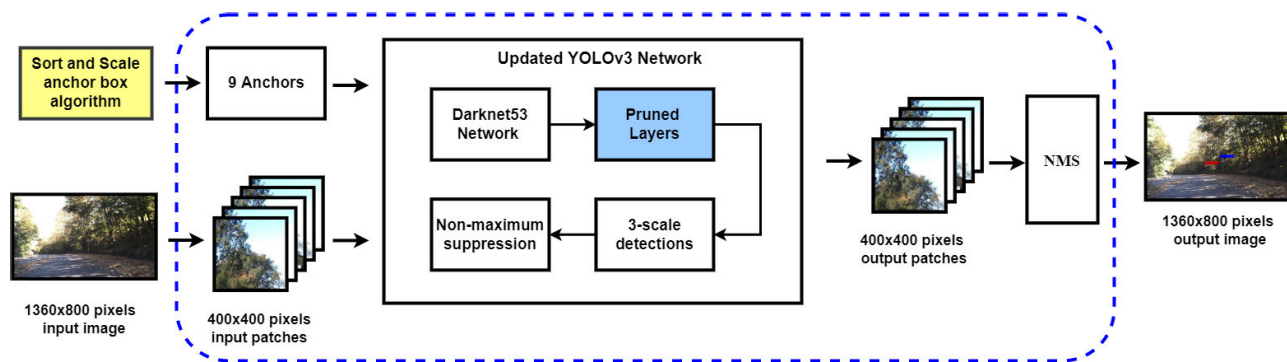 Sort and Scale
anchor box
algorithm
9 Anchors
Updated YOLOv3 Network
Darknet53
Network
Pruned
Layers
Non-maximum
suppression
3-scale
detections
NMS
1360x800 pixels
input image
400x400 pixels
input patches
400x400 pixels
output patches
1360x800 pixels
output image